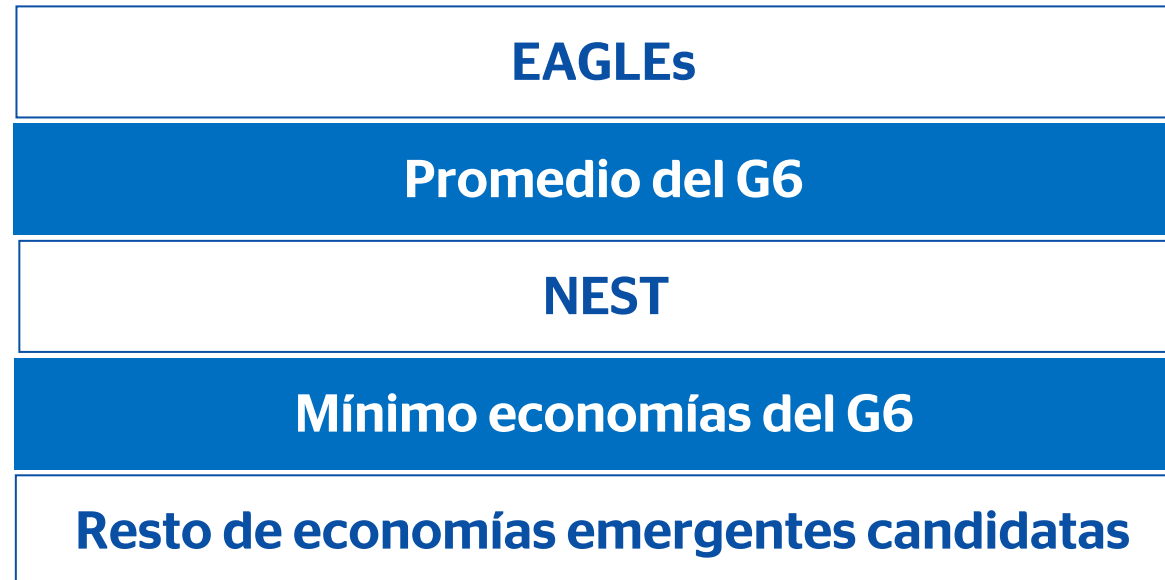 EAGLEs
Promedio del G6
NEST
Mínimo economías del G6
Resto de economías emergentes candidatas